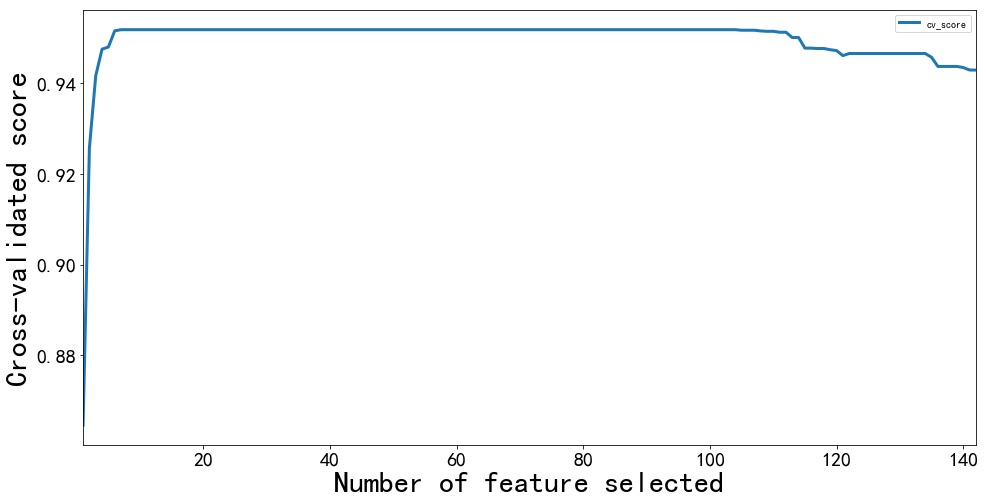 cv_score
Cross-validated score
0.94
0.92
0.90
0.88
20 40 60 80 100 120 140
Number of feature selected